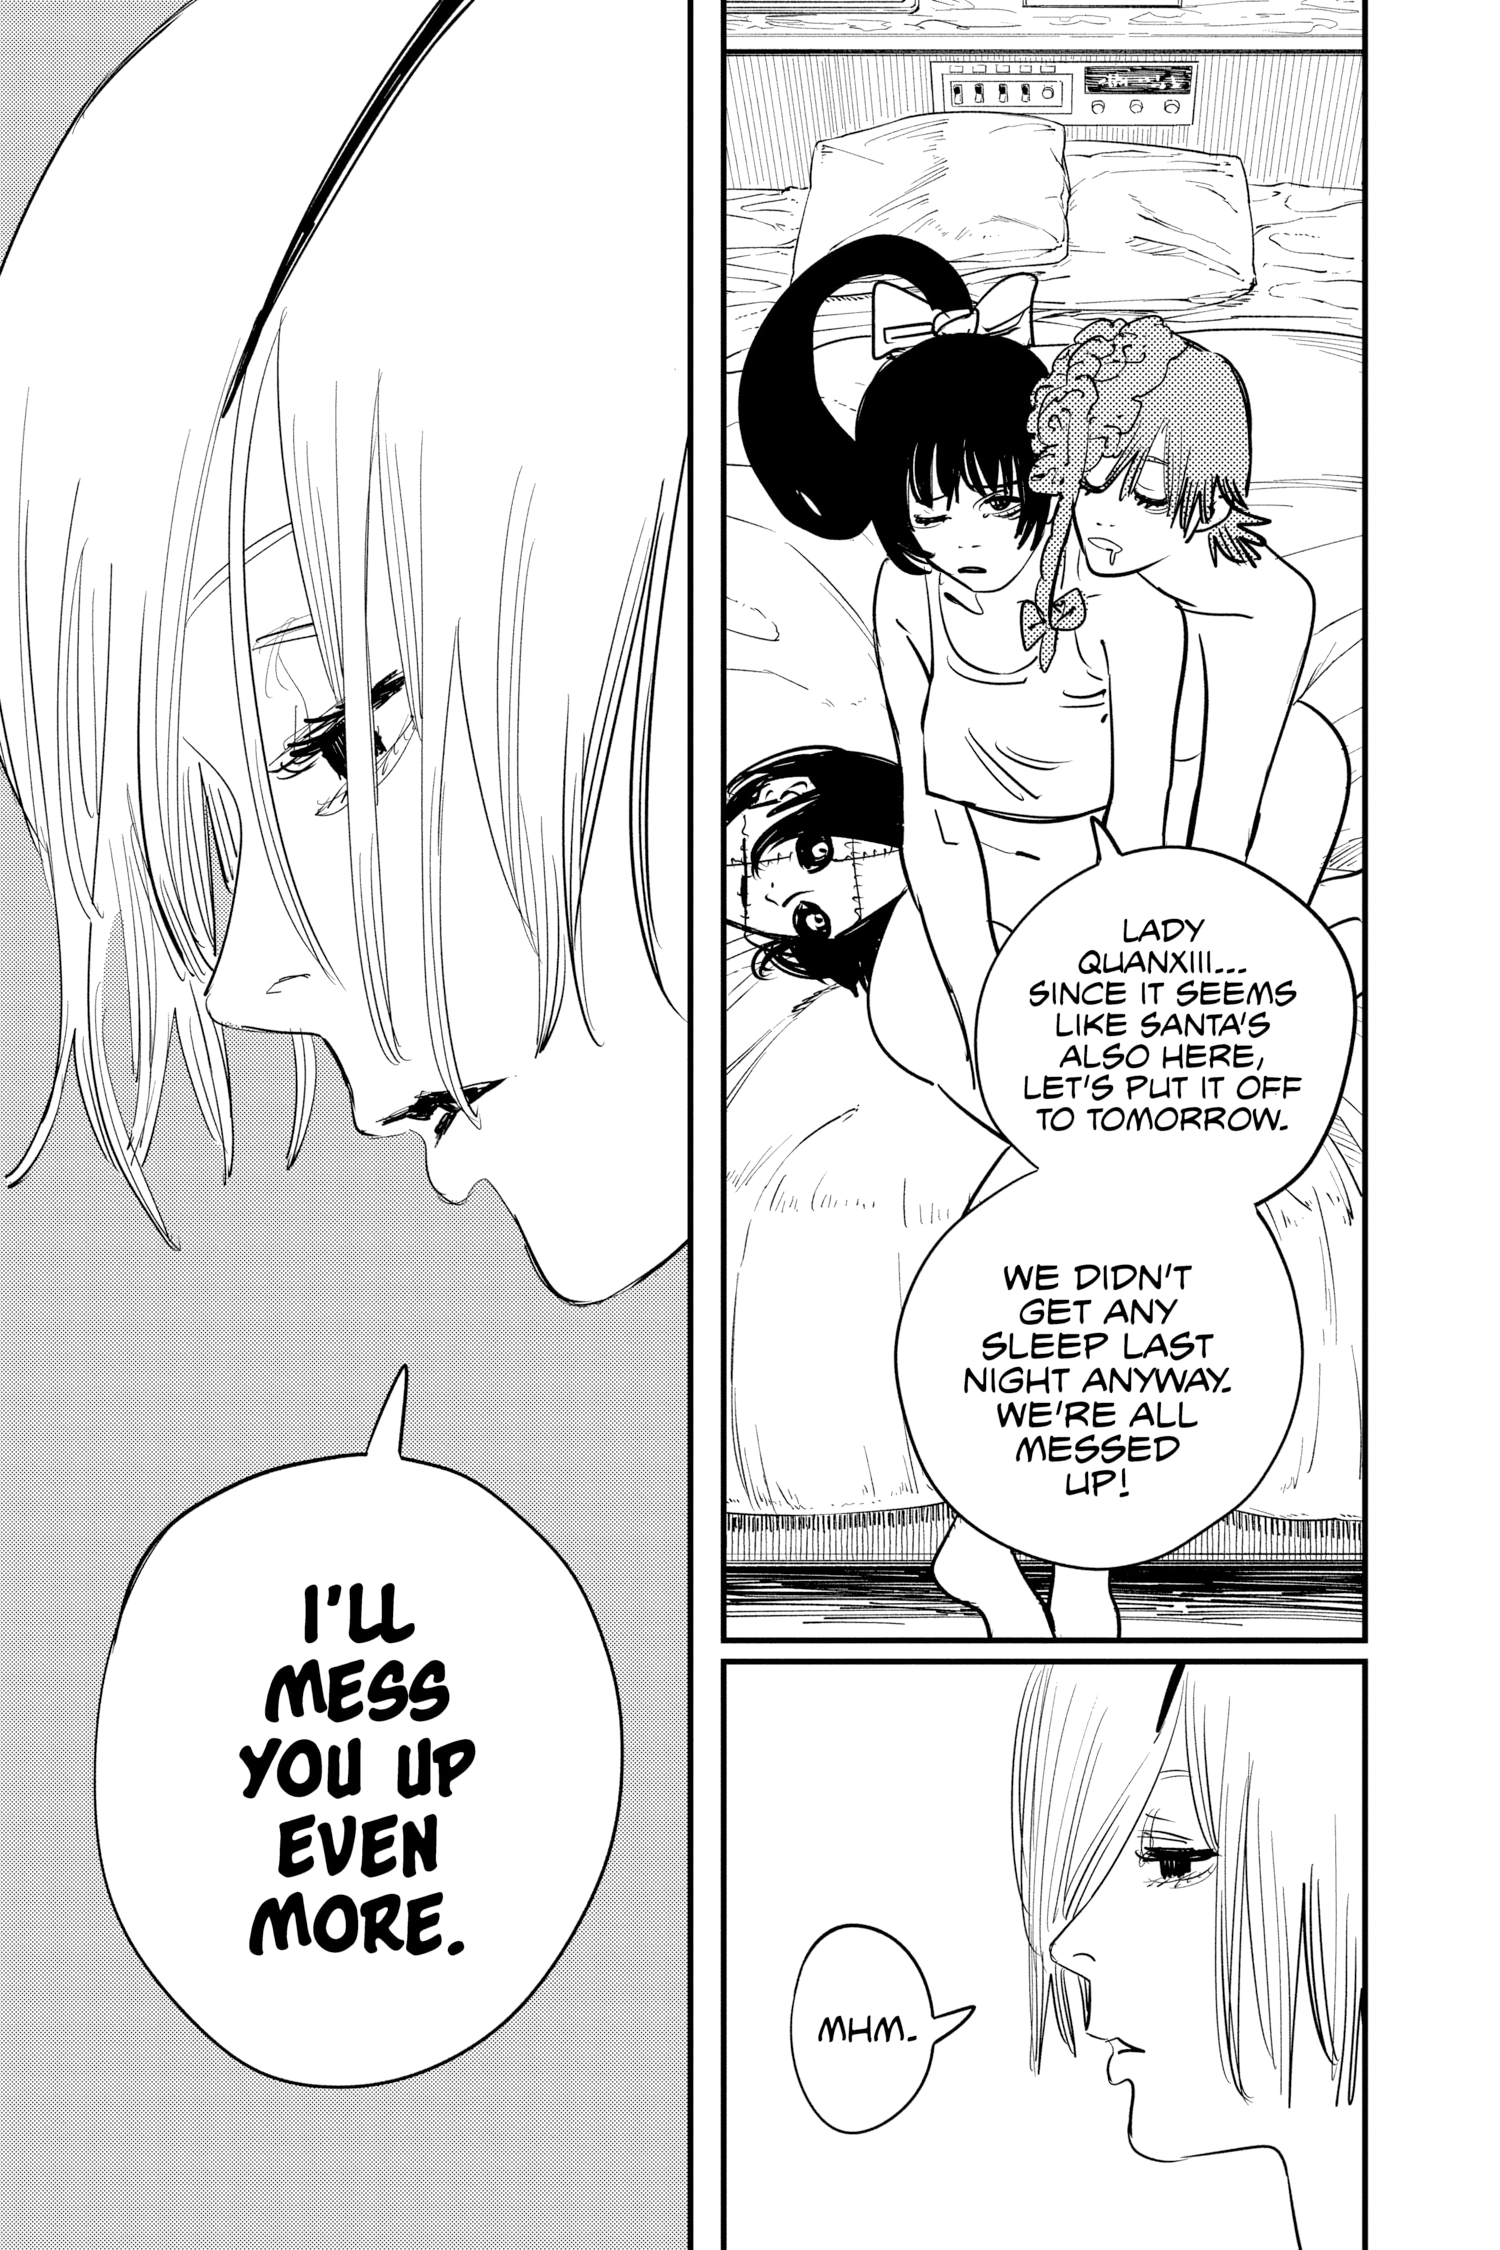 LADY
QUANXIII...
SINCE IT SEEMS
LIKE SANTA'S
ALSO HERE,
LET'S PUT IT OFF
TO TOMORROW.
WE DIDN'T
GET ANY
SLEEP LAST
NIGHT ANYWAY.
WE'RE ALL
MESSED
UP!
MHM.
I'LL
MESS
YOU UP
EVEN
MORE.